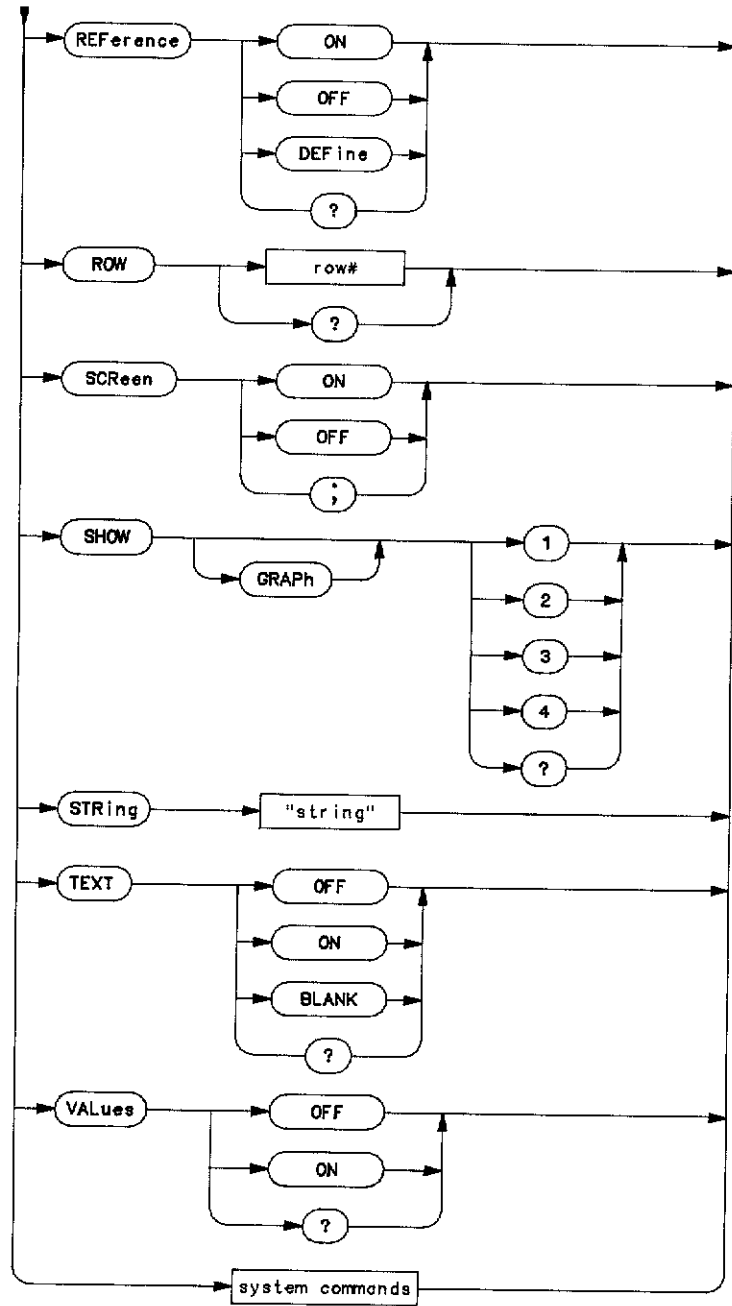 REFerence
ON
OFF
DEFine
?
ROW
row#
?
SCReen
ON
OFF
;
SHOW
GRAPh
1
2
3
4
?
STRing
"string"
TEXT
OFF
ON
BLANK
?
VALues
OFF
ON
?
system commands